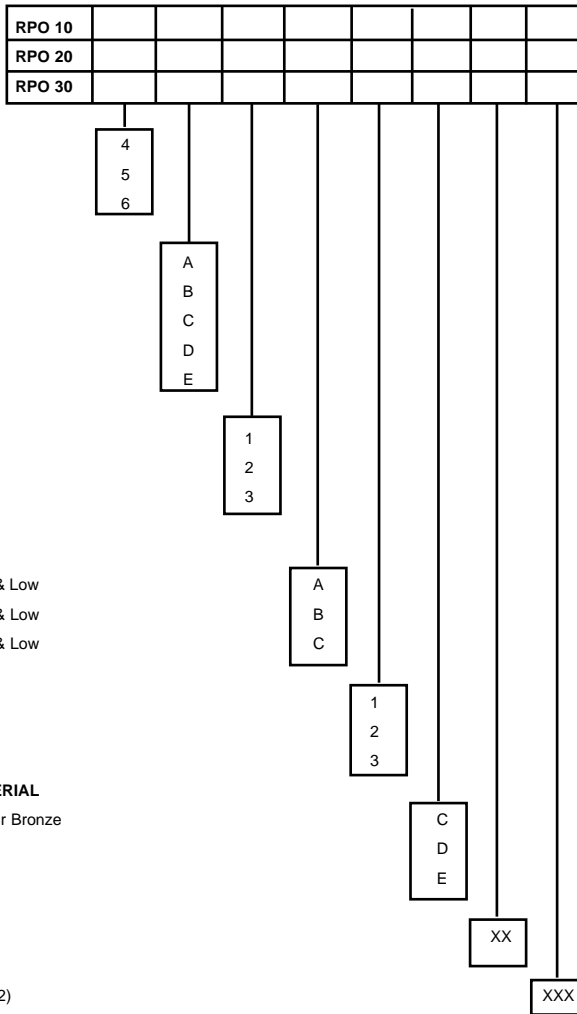 RPO 10
RPO 20
RPO 30
4
5
6
A
B
C
D
E
1
2
3
& Low A
& Low B
& Low C
1
2
3
ERIAL
r Bronze C
D
E
XX
2) XXX